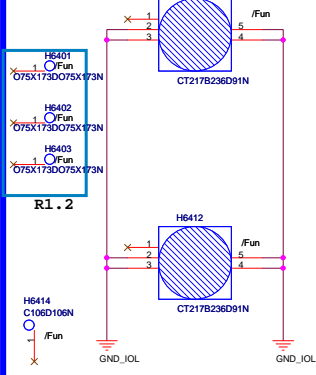 /Fun
1
2
3
5
4
CT217B236D91N
H6401
/Fun
1
O75X173DO75X173N
H6402
/Fun
1
O75X173DO75X173N
H6403
/Fun
1
O75X173DO75X173N
R1.2
H6412
/Fun
1
2
3
5
4
CT217B236D91N
H6414
C106D106N
/Fun
1
GND_IOL
GND_IOL